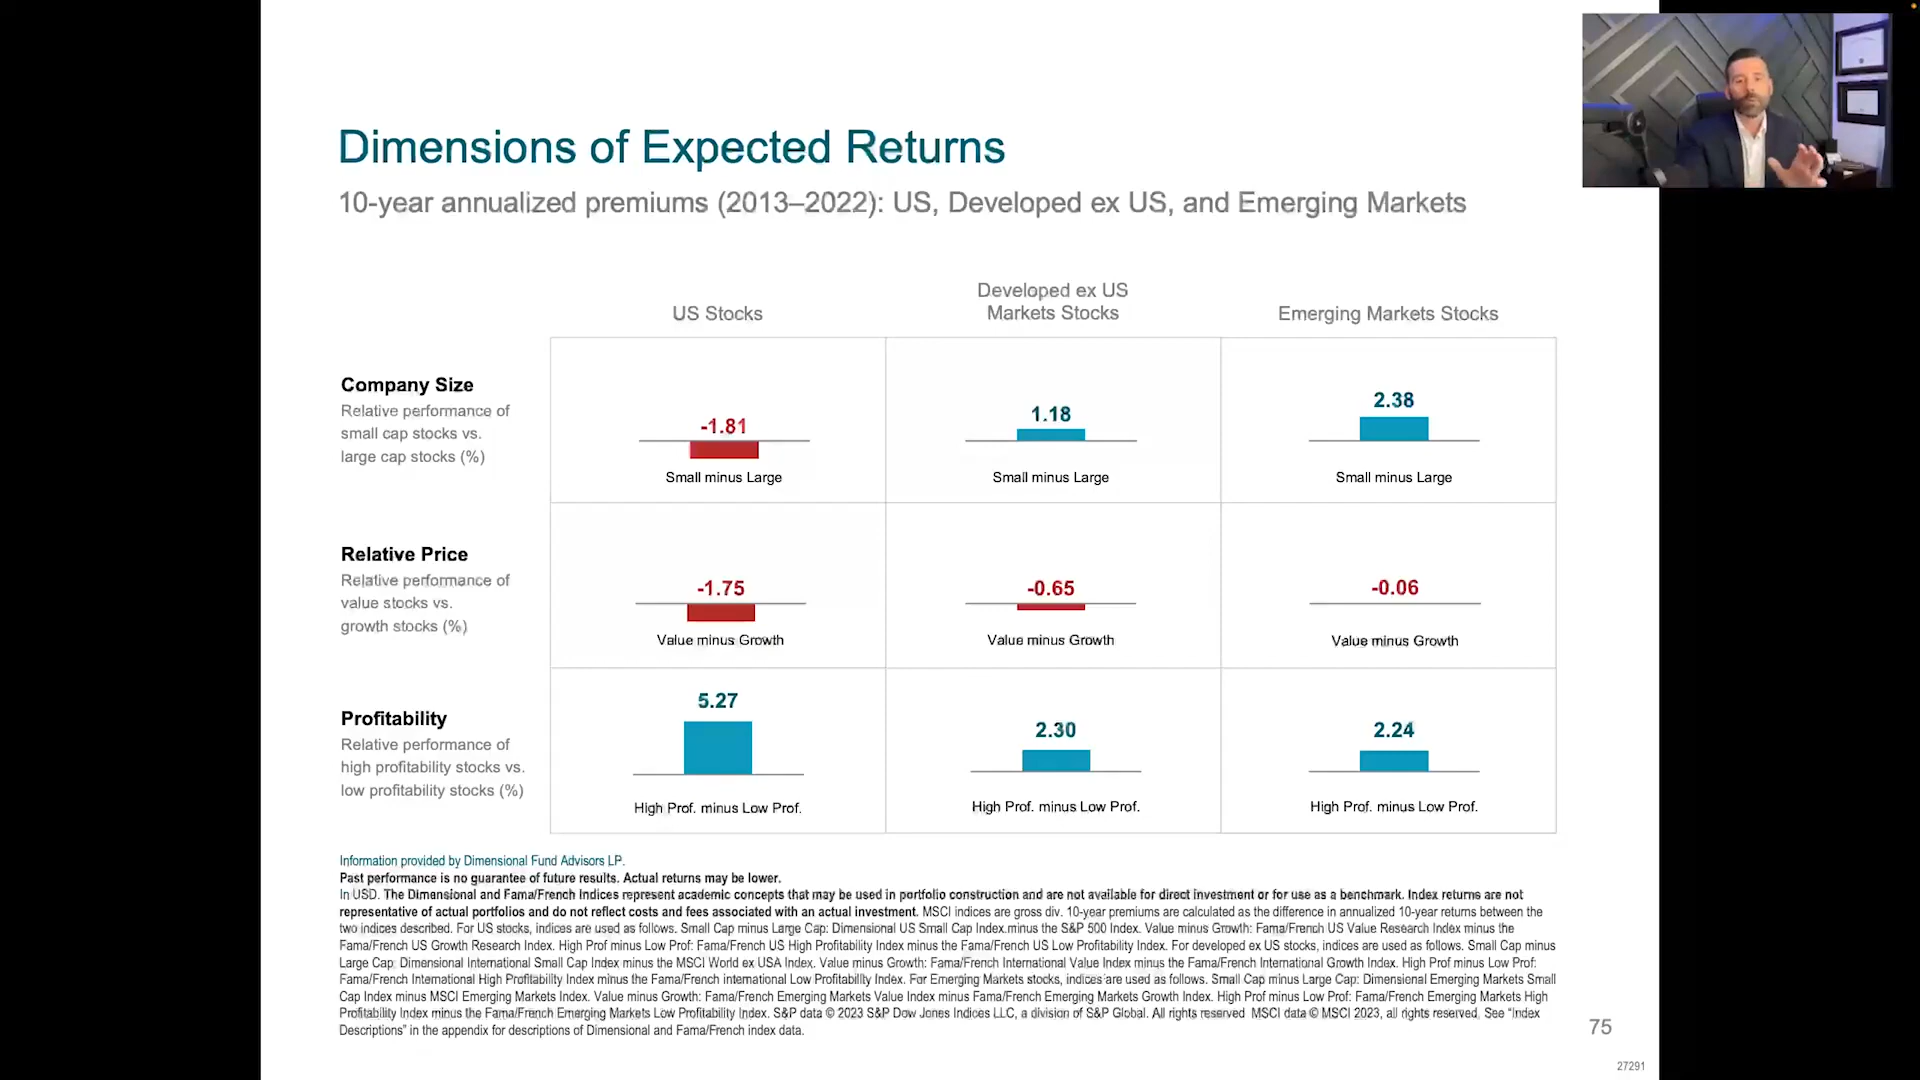 Dimensions of Expected Returns
10-year annualized premiums (2013–2022): US, Developed ex US, and Emerging Markets
US Stocks
Developed ex US
Markets Stocks
Emerging Markets Stocks
Company Size
Relative performance of
small cap stocks vs.
large cap stocks (%)
-1.81
Small minus Large
1.18
Small minus Large
2.38
Small minus Large
Relative Price
Relative performance of
value stocks vs.
growth stocks (%)
-1.75
Value minus Growth
-0.65
Value minus Growth
-0.06
Value minus Growth
Profitability
Relative performance of
high profitability stocks vs.
low profitability stocks (%)
5.27
High Prof. minus Low Prof.
2.30
High Prof. minus Low Prof.
2.24
High Prof. minus Low Prof.
Information provided by Dimensional Fund Advisors LP.
Past performance is no guarantee of future results. Actual returns may be lower.
In USD. The Dimensional and Fama/French Indices represent academic concepts that may be used in portfolio construction and are not available for direct investment or for use as a benchmark. Index returns are not
representative of actual portfolios and do not reflect costs and fees associated with an actual investment. MSCI indices are gross div. 10-year premiums are calculated as the difference in annualized 10-year returns between the
two indices described. For US stocks, indices are used as follows. Small Cap minus Large Cap: Dimensional US Small Cap Index.minus the S&P 500 Index. Value minus Growth: Fama/French US Value Research Index minus the
Fama/French US Growth Research Index. High Prof minus Low Prof: Fama/French US High Profitability Index minus the Fama/French US Low Profitability Index. For developed ex US stocks, indices are used as follows. Small Cap minus
Large Cap: Dimensional International Small Cap Index minus the MSCI World ex USA Index. Value minus Growth: Fama/French International Value Index minus the Fama/French International Growth Index. High Prof minus Low Prof:
Fama/French International High Profitability Index minus the Fama/French international Low Profitability Index. For Emerging Markets stocks, indices are used as follows. Small Cap minus Large Cap: Dimensional Emerging Markets Small
Cap Index minus MSCI Emerging Markets Index. Value minus Growth: Fama/French Emerging Markets Value Index minus Fama/French Emerging Markets Growth Index. High Prof minus Low Prof: Fama/French Emerging Markets High
Profitability Index minus the Fama/French Emerging Markets Low Profitability Index. S&P data © 2023 S&P Dow Jones Indices LLC, a division of S&P Global. All rights reserved MSCI data © MSCI 2023, all rights reserved. See “Index
Descriptions” in the appendix for descriptions of Dimensional and Fama/French index data.
75
27291